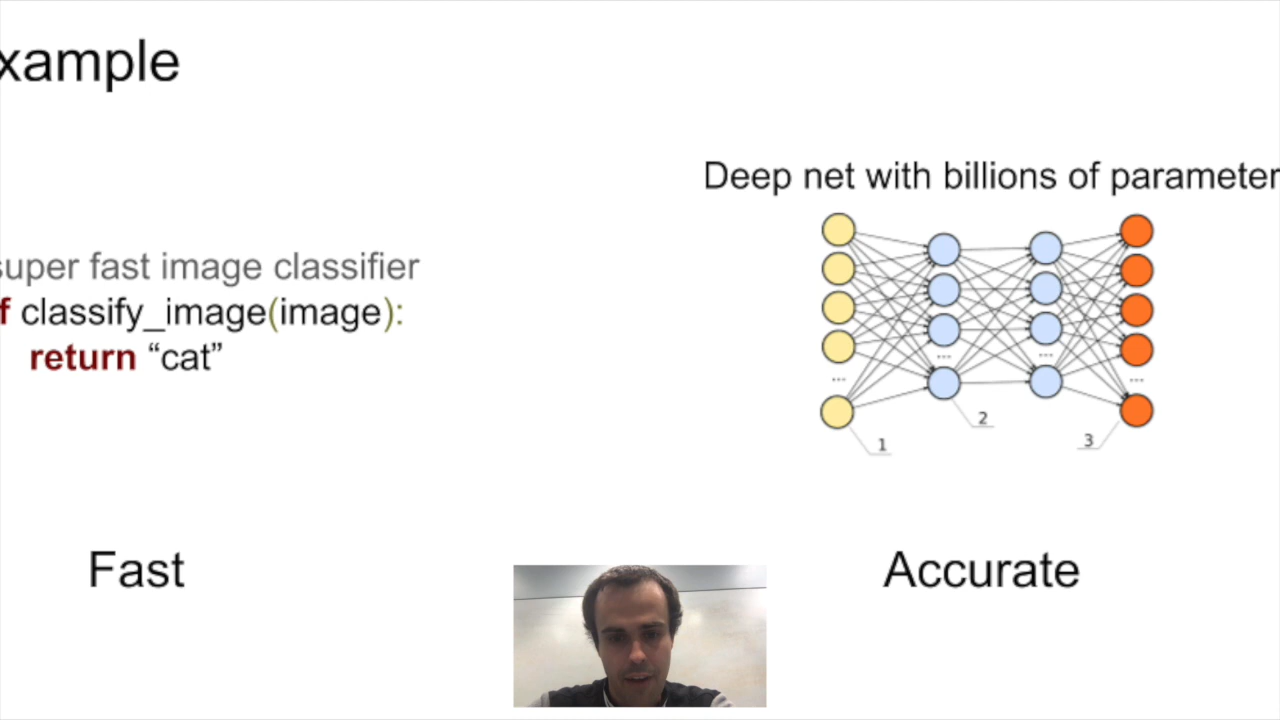 xample
Deep net with billions of parameter
super fast image classifier
f classify_image(image):
return “cat”
...
...
...
...
1
2
3
Fast
Accurate